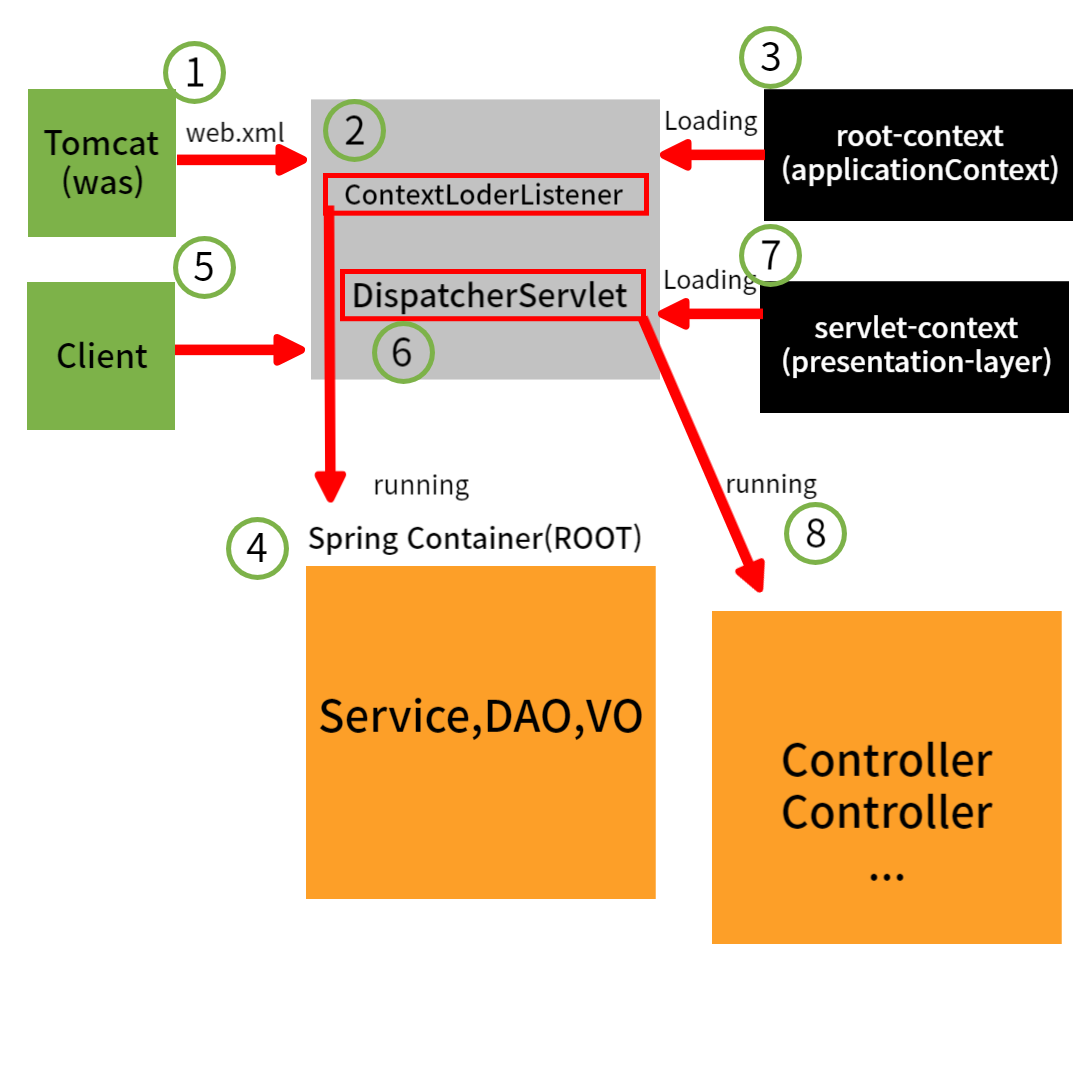 1
Tomcat
(was)
web.xml
2
ContextLoderListener
3
Loading
root-context
(applicationContext)
5
Client
DispatcherServlet
6
7
Loading
servlet-context
(presentation-layer)
running
4
Spring Container(ROOT)
Service,DAO,VO
running
8
Controller
Controller
...